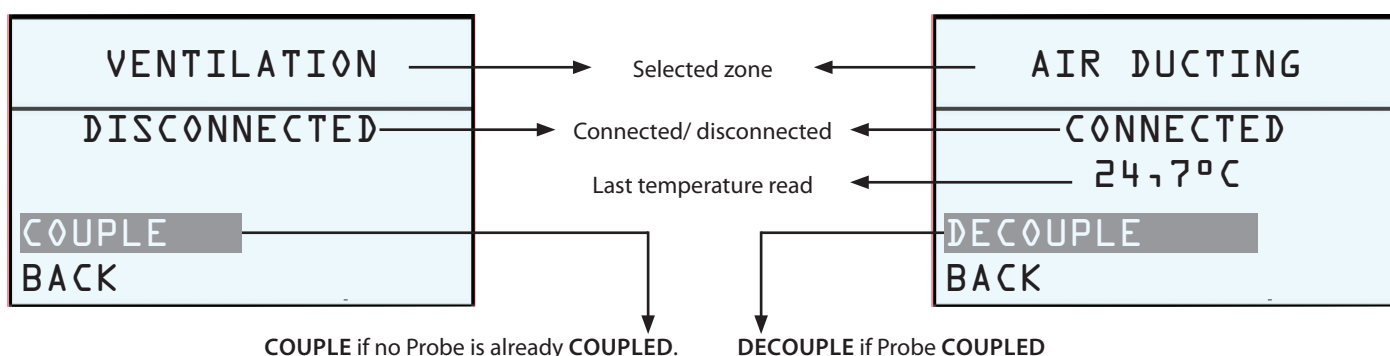 VENTILATION
DISCONNECTED
COUPLE
BACK
Selected zone
Connected/ disconnected
Last temperature read
AIR DUCTING
CONNECTED
24,7ºC
DECOUPLE
BACK
COUPLE if no Probe is already COUPLED.
DECOUPLE if Probe COUPLED